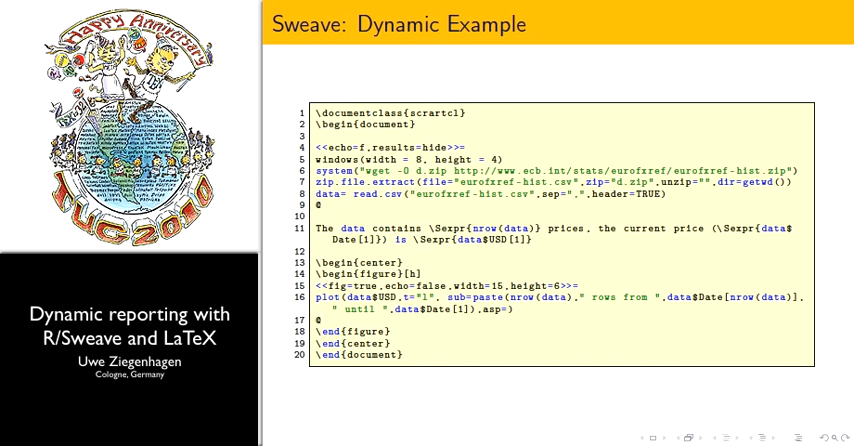 Happy Anniversary
TUG 2010
Dynamic reporting with
R/Sweave and LaTeX
Uwe Ziegenhagen
Cologne, Germany
Sweave: Dynamic Example
1 \documentclass{scrartcl}
2 \begin{document}
3
4 <<echo=f,results=hide>>=
5 windows(width = 8, height = 4)
6 system("wget -O d.zip http://www.ecb.int/stats/eurofxref/eurofxref-hist.zip")
7 zip.file.extract(file="eurofxref-hist.csv",zip="d.zip",unzip="",dir=getwd())
8 data= read.csv("eurofxref-hist.csv",sep=",",header=TRUE)
9 @
10
11 The data contains \Sexpr{nrow(data)} prices, the current price (\Sexpr{data$
Date[1]}) is \Sexpr{data$USD[1]}
12
13 \begin{center}
14 \begin{figure}[h]
15 <<fig=true,echo=false,width=15,height=6>>=
16 plot(data$USD,t="l", sub=paste(nrow(data)," rows from ",data$Date[nrow(data)],
" until ",data$Date[1]),asp=)
17 @
18 \end{figure}
19 \end{center}
20 \end{document}